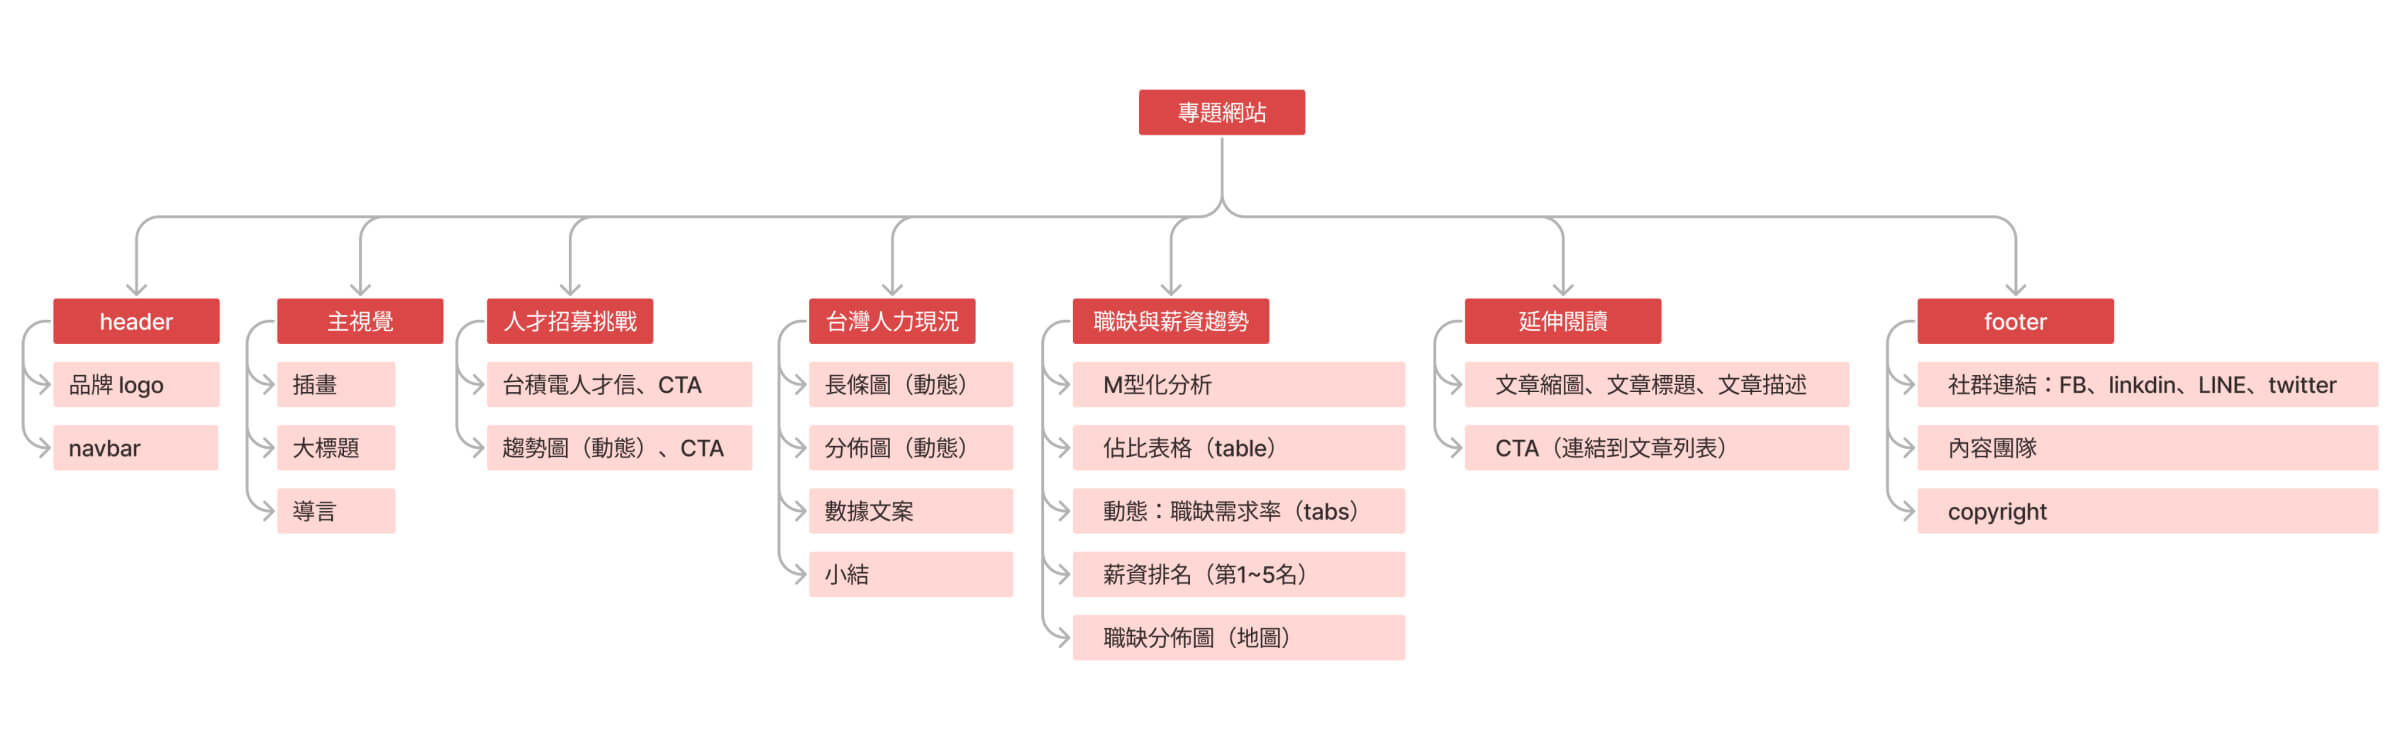 專題網站
header
品牌 logo
navbar
主視覺
插畫
大標題
導言
人才招募挑戰
台積電人才信、CTA
趨勢圖（動態）、CTA
台灣人力現況
長條圖（動態）
分佈圖（動態）
數據文案
小結
職缺與薪資趨勢
M型化分析
佔比表格（table）
動態：職缺需求率（tabs）
薪資排名（第1~5名）
職缺分佈圖（地圖）
延伸閱讀
文章縮圖、文章標題、文章描述
CTA（連結到文章列表）
footer
社群連結：FB、linkdin、LINE、twitter
內容團隊
copyright